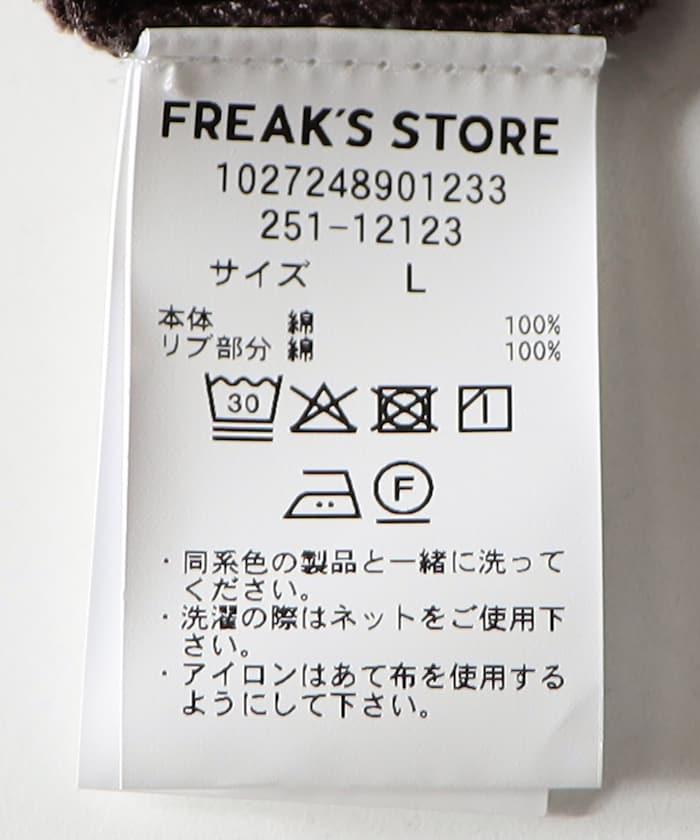 FREAK'S STORE
1027248901233
251-12123
サイズ L
本体 綿 100%
リブ部分 綿 100%
30
F
・同系色の製品と一緒に洗って
ください。
・洗濯の際はネットをご使用下
さい。
・アイロンはあて布を使用する
ようにして下さい。